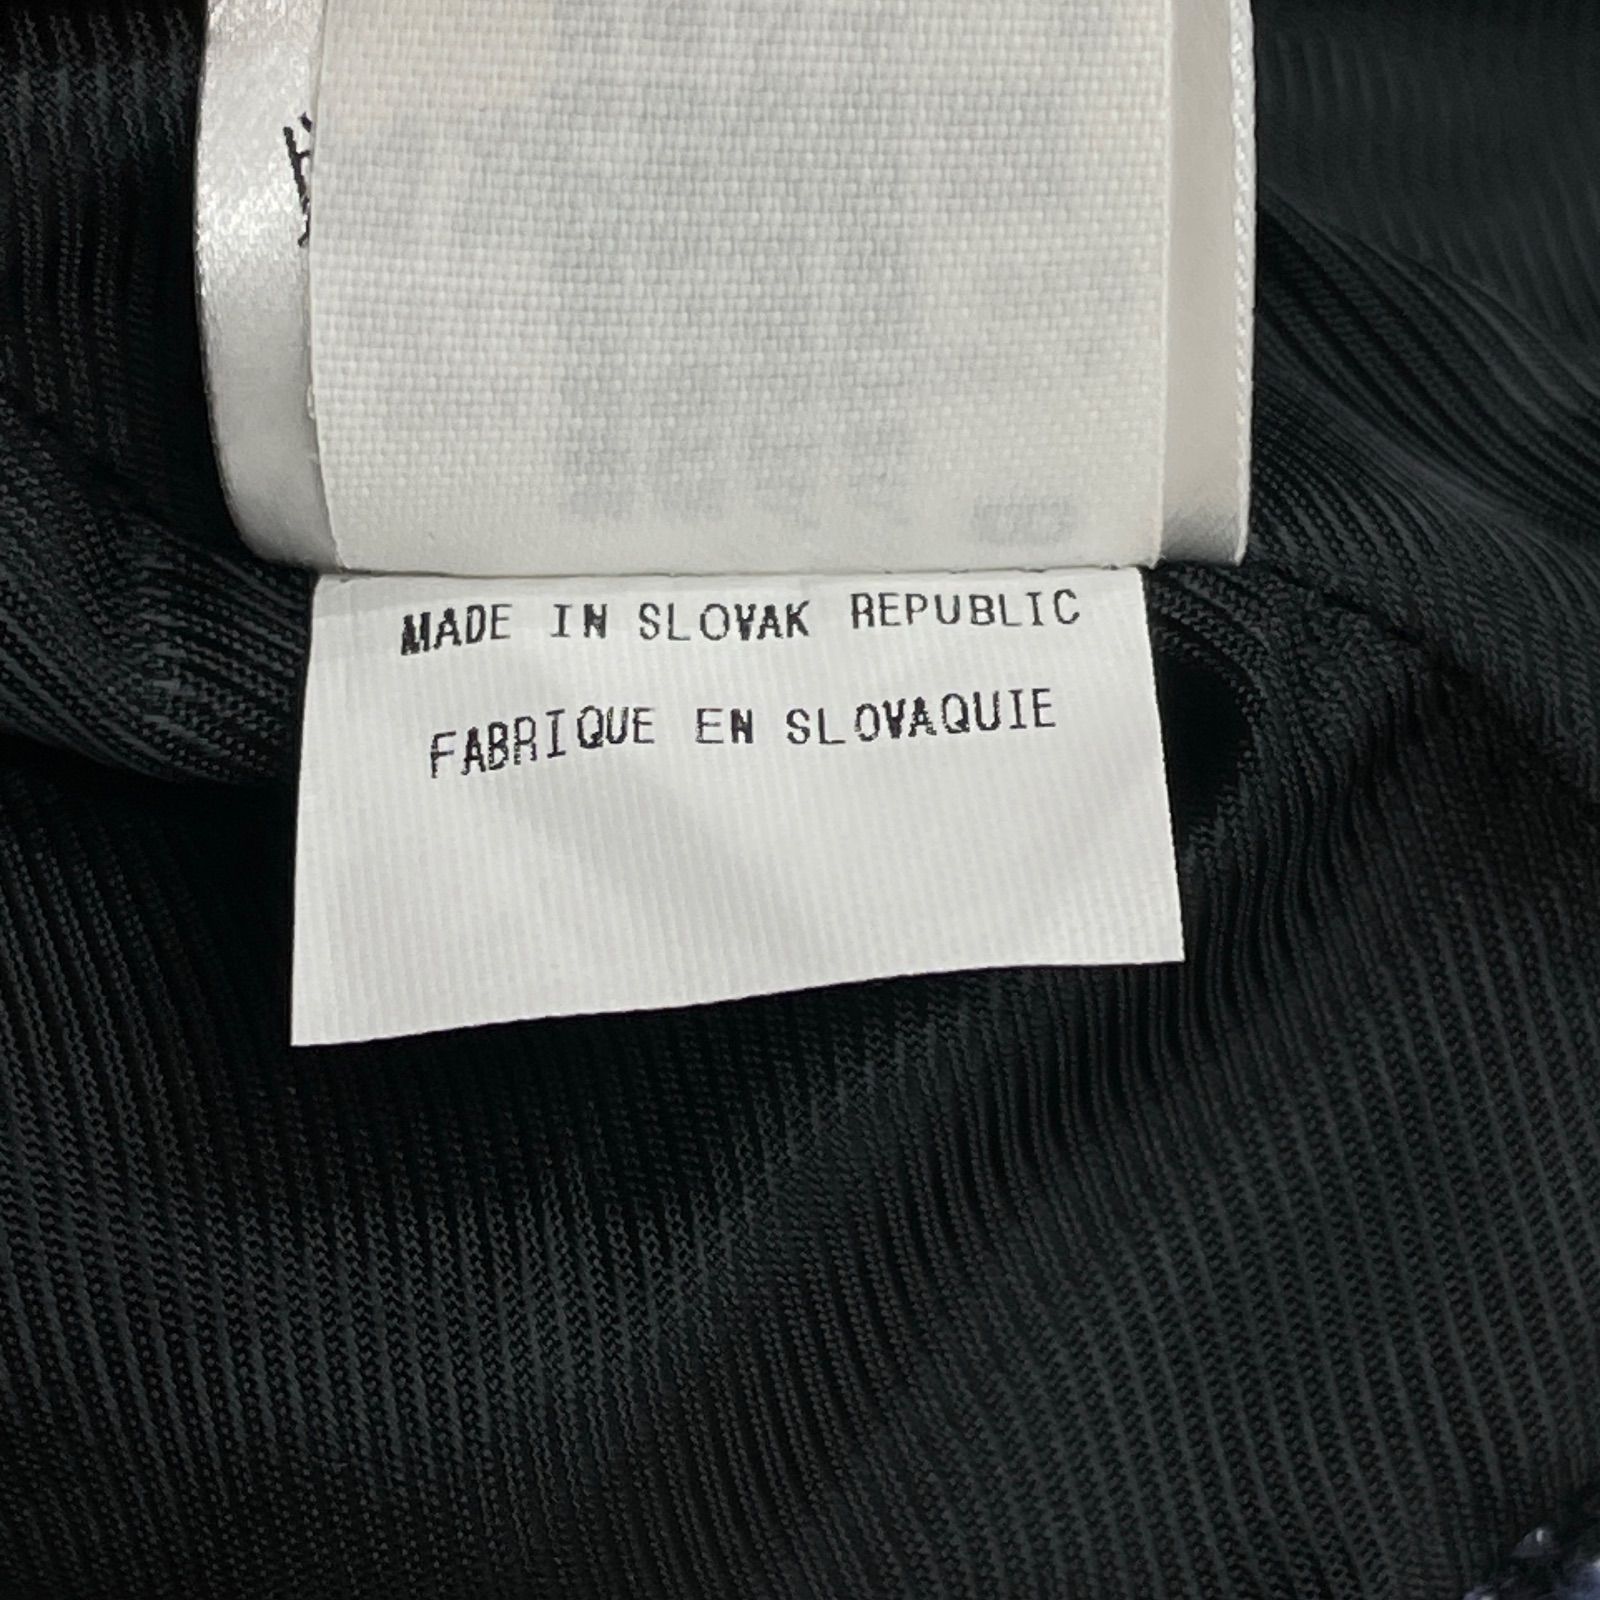 MADE IN SLOVAK REPUBLIC
FABRIQUE EN SLOVAQUIE